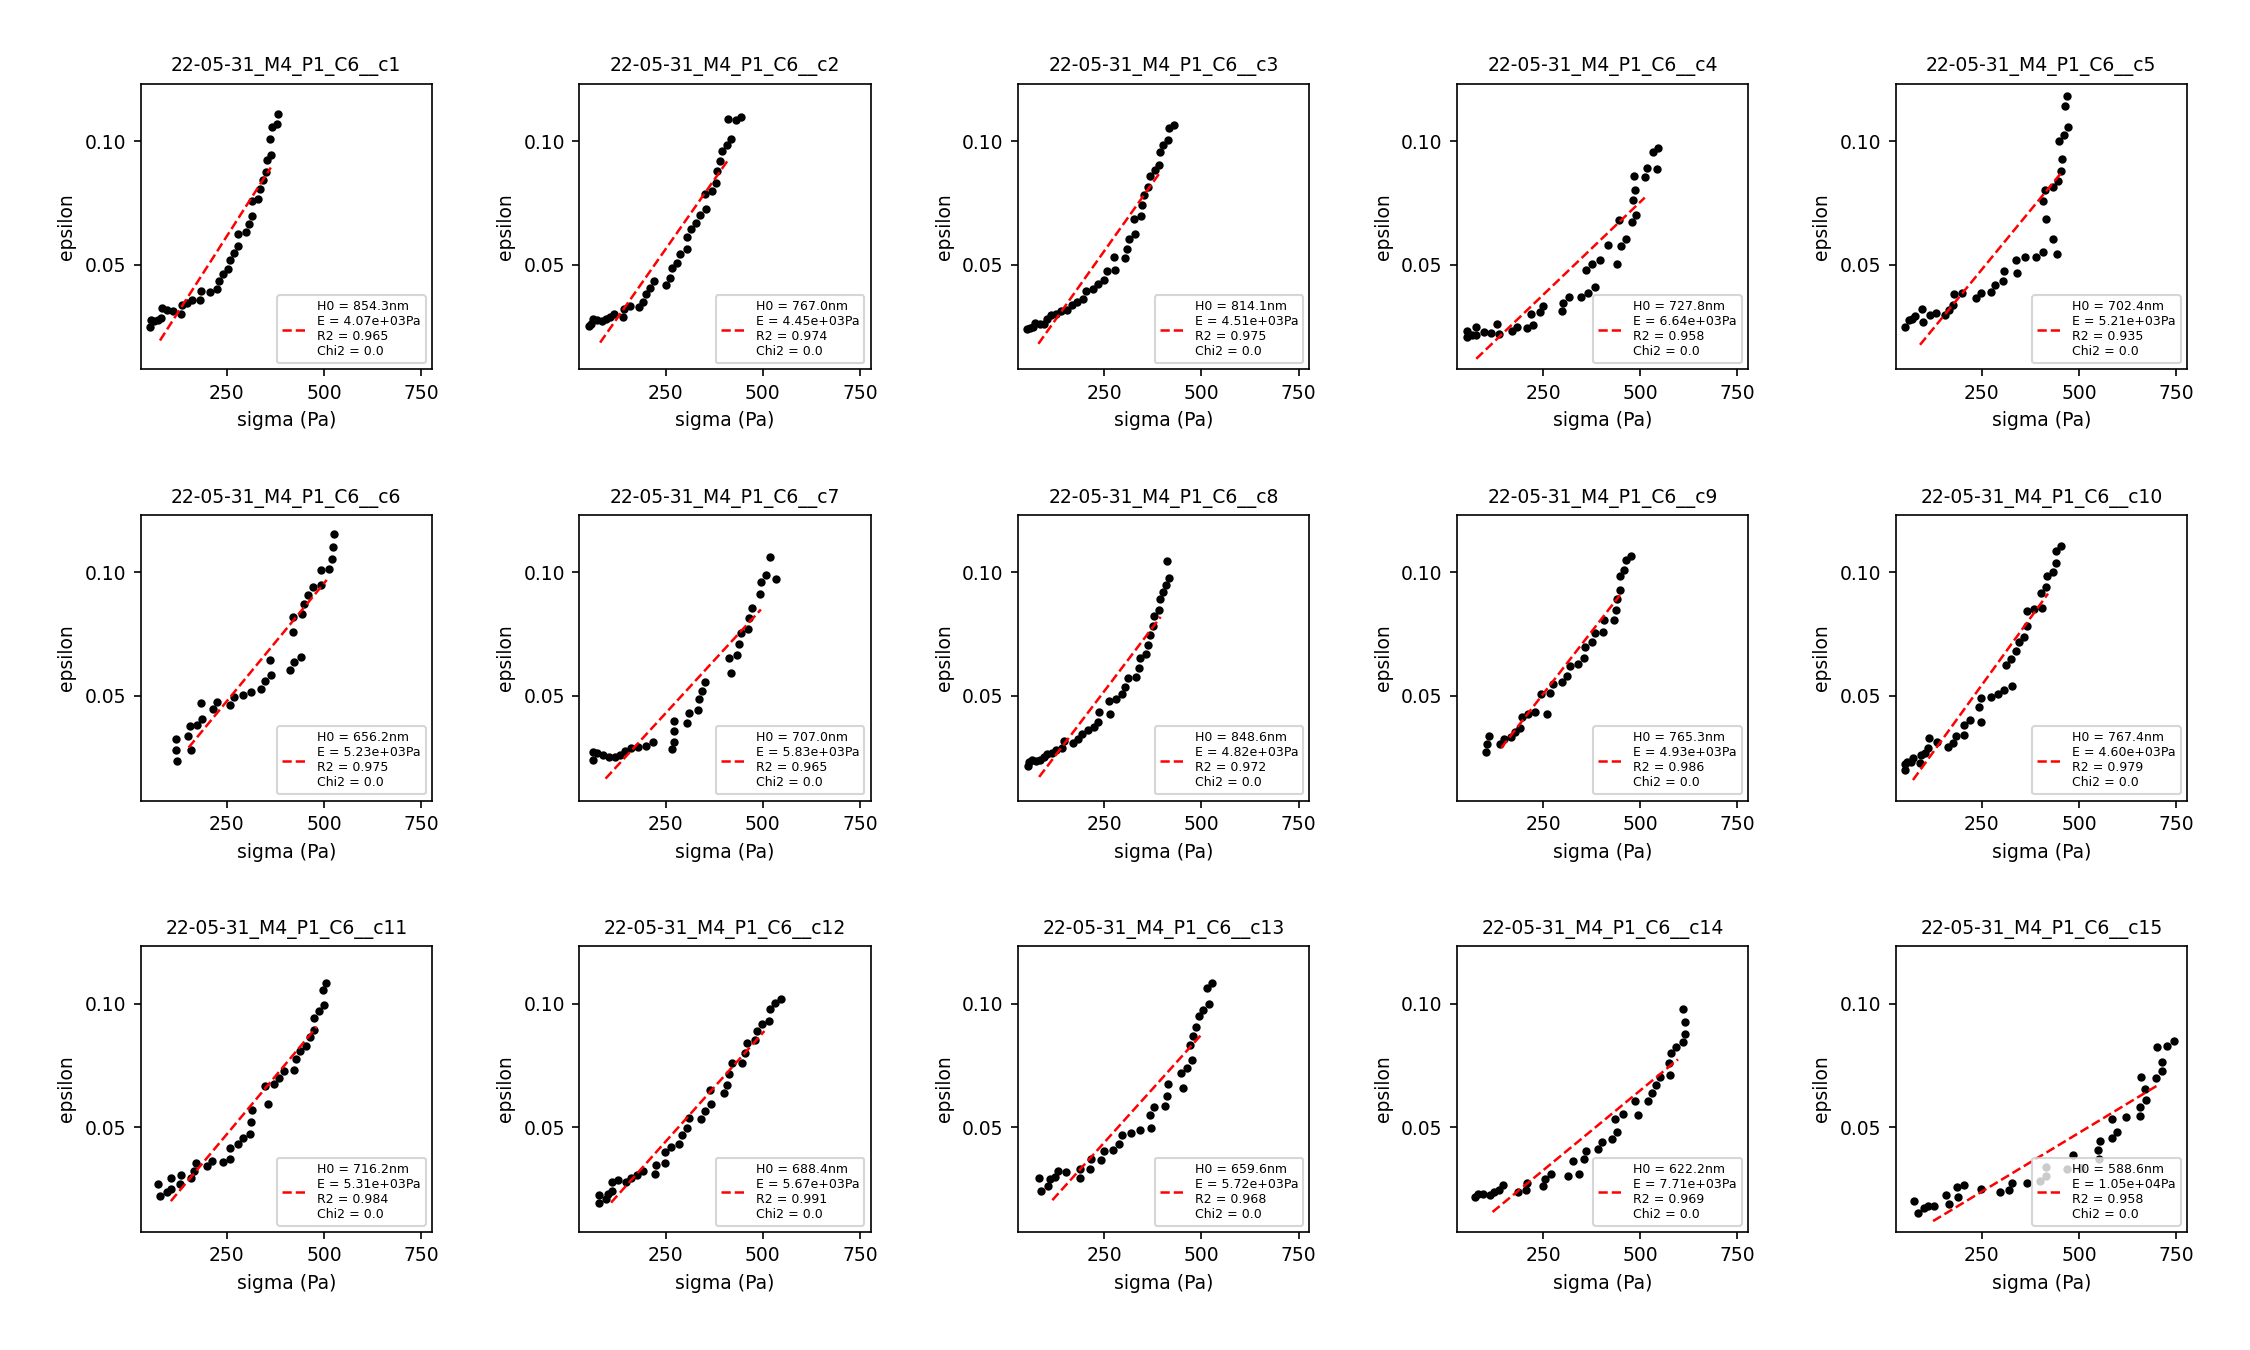 22-05-31_M4_P1_C6__c1
0.10
0.05
epsilon
H0 = 854.3nm
E = 4.07e+03Pa
R2 = 0.965
Chi2 = 0.0
250 500 750
sigma (Pa)
22-05-31_M4_P1_C6__c2
0.10
0.05
epsilon
H0 = 767.0nm
E = 4.45e+03Pa
R2 = 0.974
Chi2 = 0.0
250 500 750
sigma (Pa)
22-05-31_M4_P1_C6__c3
0.10
0.05
epsilon
H0 = 814.1nm
E = 4.51e+03Pa
R2 = 0.975
Chi2 = 0.0
250 500 750
sigma (Pa)
22-05-31_M4_P1_C6__c4
0.10
0.05
epsilon
H0 = 727.8nm
E = 6.64e+03Pa
R2 = 0.958
Chi2 = 0.0
250 500 750
sigma (Pa)
22-05-31_M4_P1_C6__c5
0.10
0.05
epsilon
H0 = 702.4nm
E = 5.21e+03Pa
R2 = 0.935
Chi2 = 0.0
250 500 750
sigma (Pa)
22-05-31_M4_P1_C6__c6
0.10
0.05
epsilon
H0 = 656.2nm
E = 5.23e+03Pa
R2 = 0.975
Chi2 = 0.0
250 500 750
sigma (Pa)
22-05-31_M4_P1_C6__c7
0.10
0.05
epsilon
H0 = 707.0nm
E = 5.83e+03Pa
R2 = 0.965
Chi2 = 0.0
250 500 750
sigma (Pa)
22-05-31_M4_P1_C6__c8
0.10
0.05
epsilon
H0 = 848.6nm
E = 4.82e+03Pa
R2 = 0.972
Chi2 = 0.0
250 500 750
sigma (Pa)
22-05-31_M4_P1_C6__c9
0.10
0.05
epsilon
H0 = 765.3nm
E = 4.93e+03Pa
R2 = 0.986
Chi2 = 0.0
250 500 750
sigma (Pa)
22-05-31_M4_P1_C6__c10
0.10
0.05
epsilon
H0 = 767.4nm
E = 4.60e+03Pa
R2 = 0.979
Chi2 = 0.0
250 500 750
sigma (Pa)
22-05-31_M4_P1_C6__c11
0.10
0.05
epsilon
H0 = 716.2nm
E = 5.31e+03Pa
R2 = 0.984
Chi2 = 0.0
250 500 750
sigma (Pa)
22-05-31_M4_P1_C6__c12
0.10
0.05
epsilon
H0 = 688.4nm
E = 5.67e+03Pa
R2 = 0.991
Chi2 = 0.0
250 500 750
sigma (Pa)
22-05-31_M4_P1_C6__c13
0.10
0.05
epsilon
H0 = 659.6nm
E = 5.72e+03Pa
R2 = 0.968
Chi2 = 0.0
250 500 750
sigma (Pa)
22-05-31_M4_P1_C6__c14
0.10
0.05
epsilon
H0 = 622.2nm
E = 7.71e+03Pa
R2 = 0.969
Chi2 = 0.0
250 500 750
sigma (Pa)
22-05-31_M4_P1_C6__c15
0.10
0.05
epsilon
H0 = 588.6nm
E = 1.05e+04Pa
R2 = 0.958
Chi2 = 0.0
250 500 750
sigma (Pa)